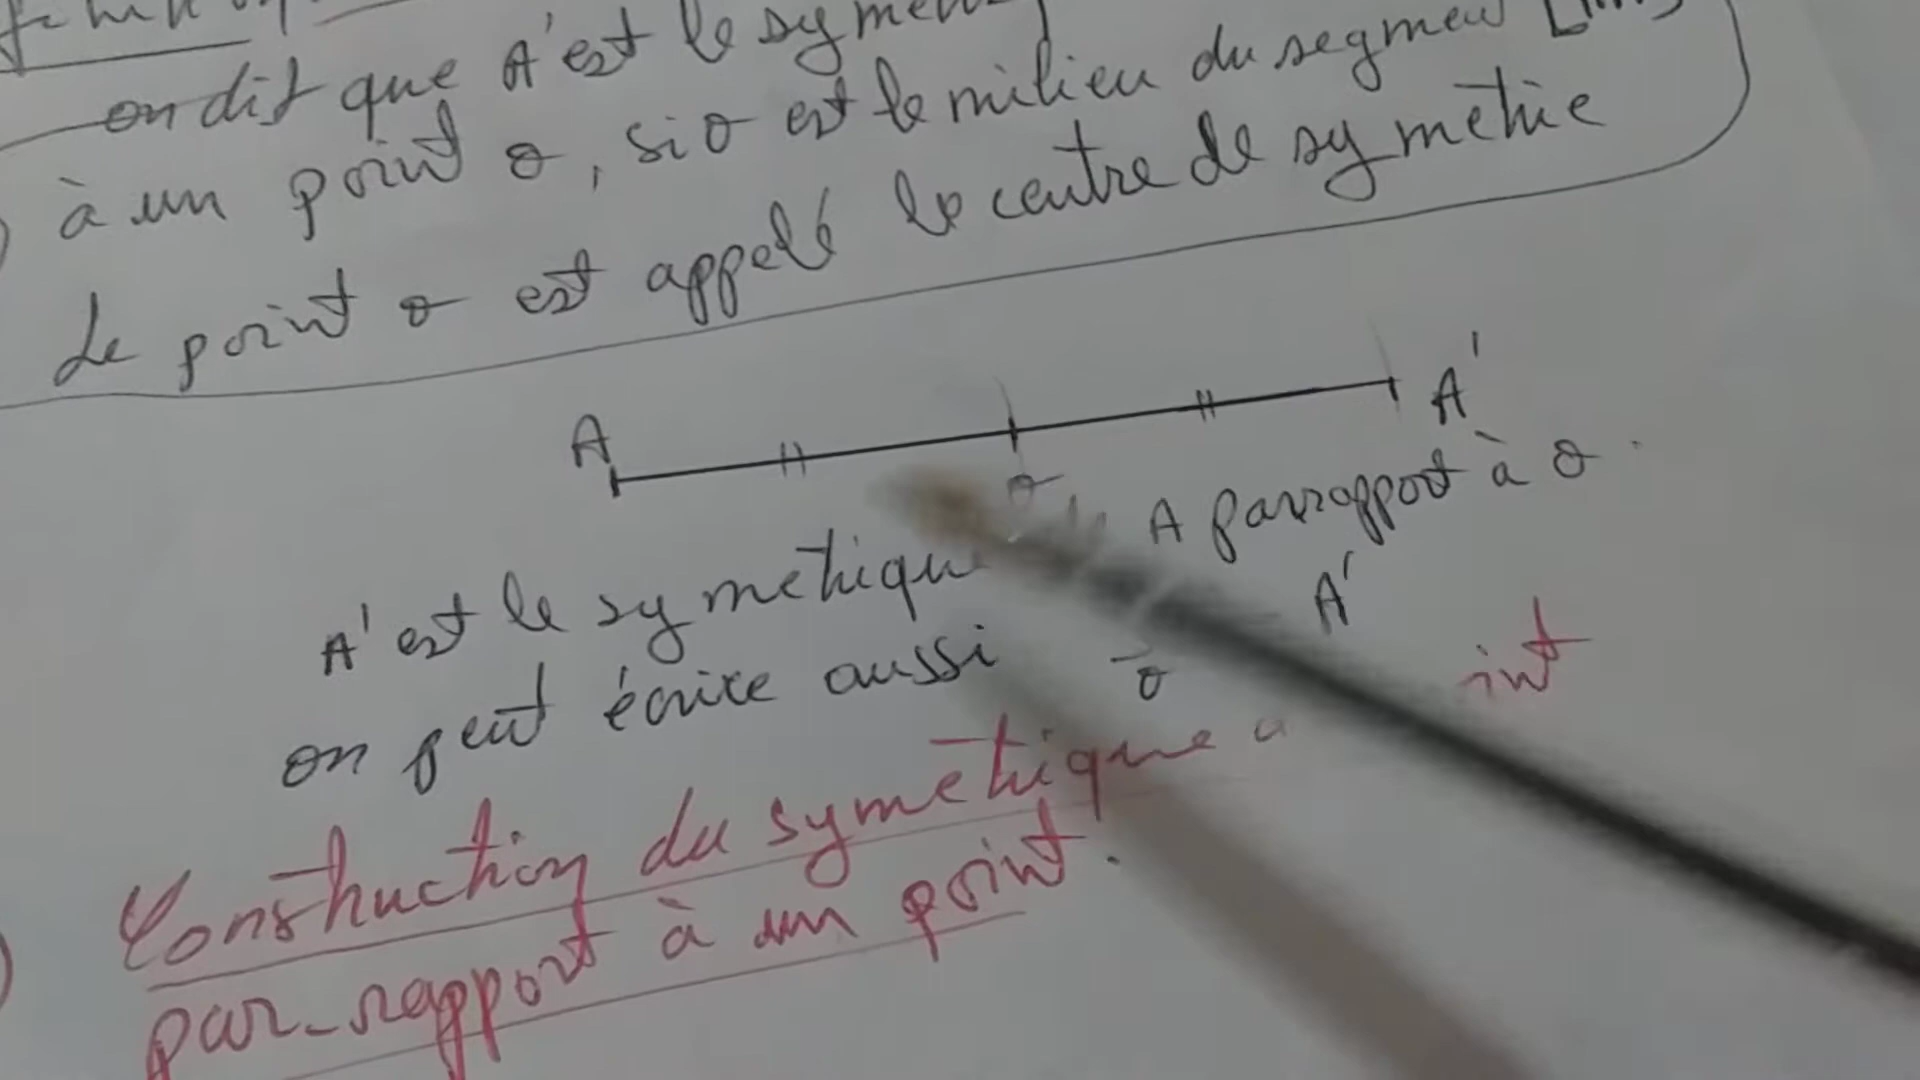 on dit que A' est le
à un point o, si o est le milieu du segment
Le point o est appelé le centre de symétrie
A A'
o
A' est le symétrique A par rapport à o.
on peut écrire aussi A'
o
Construction du symétrique
par-rapport à un point.